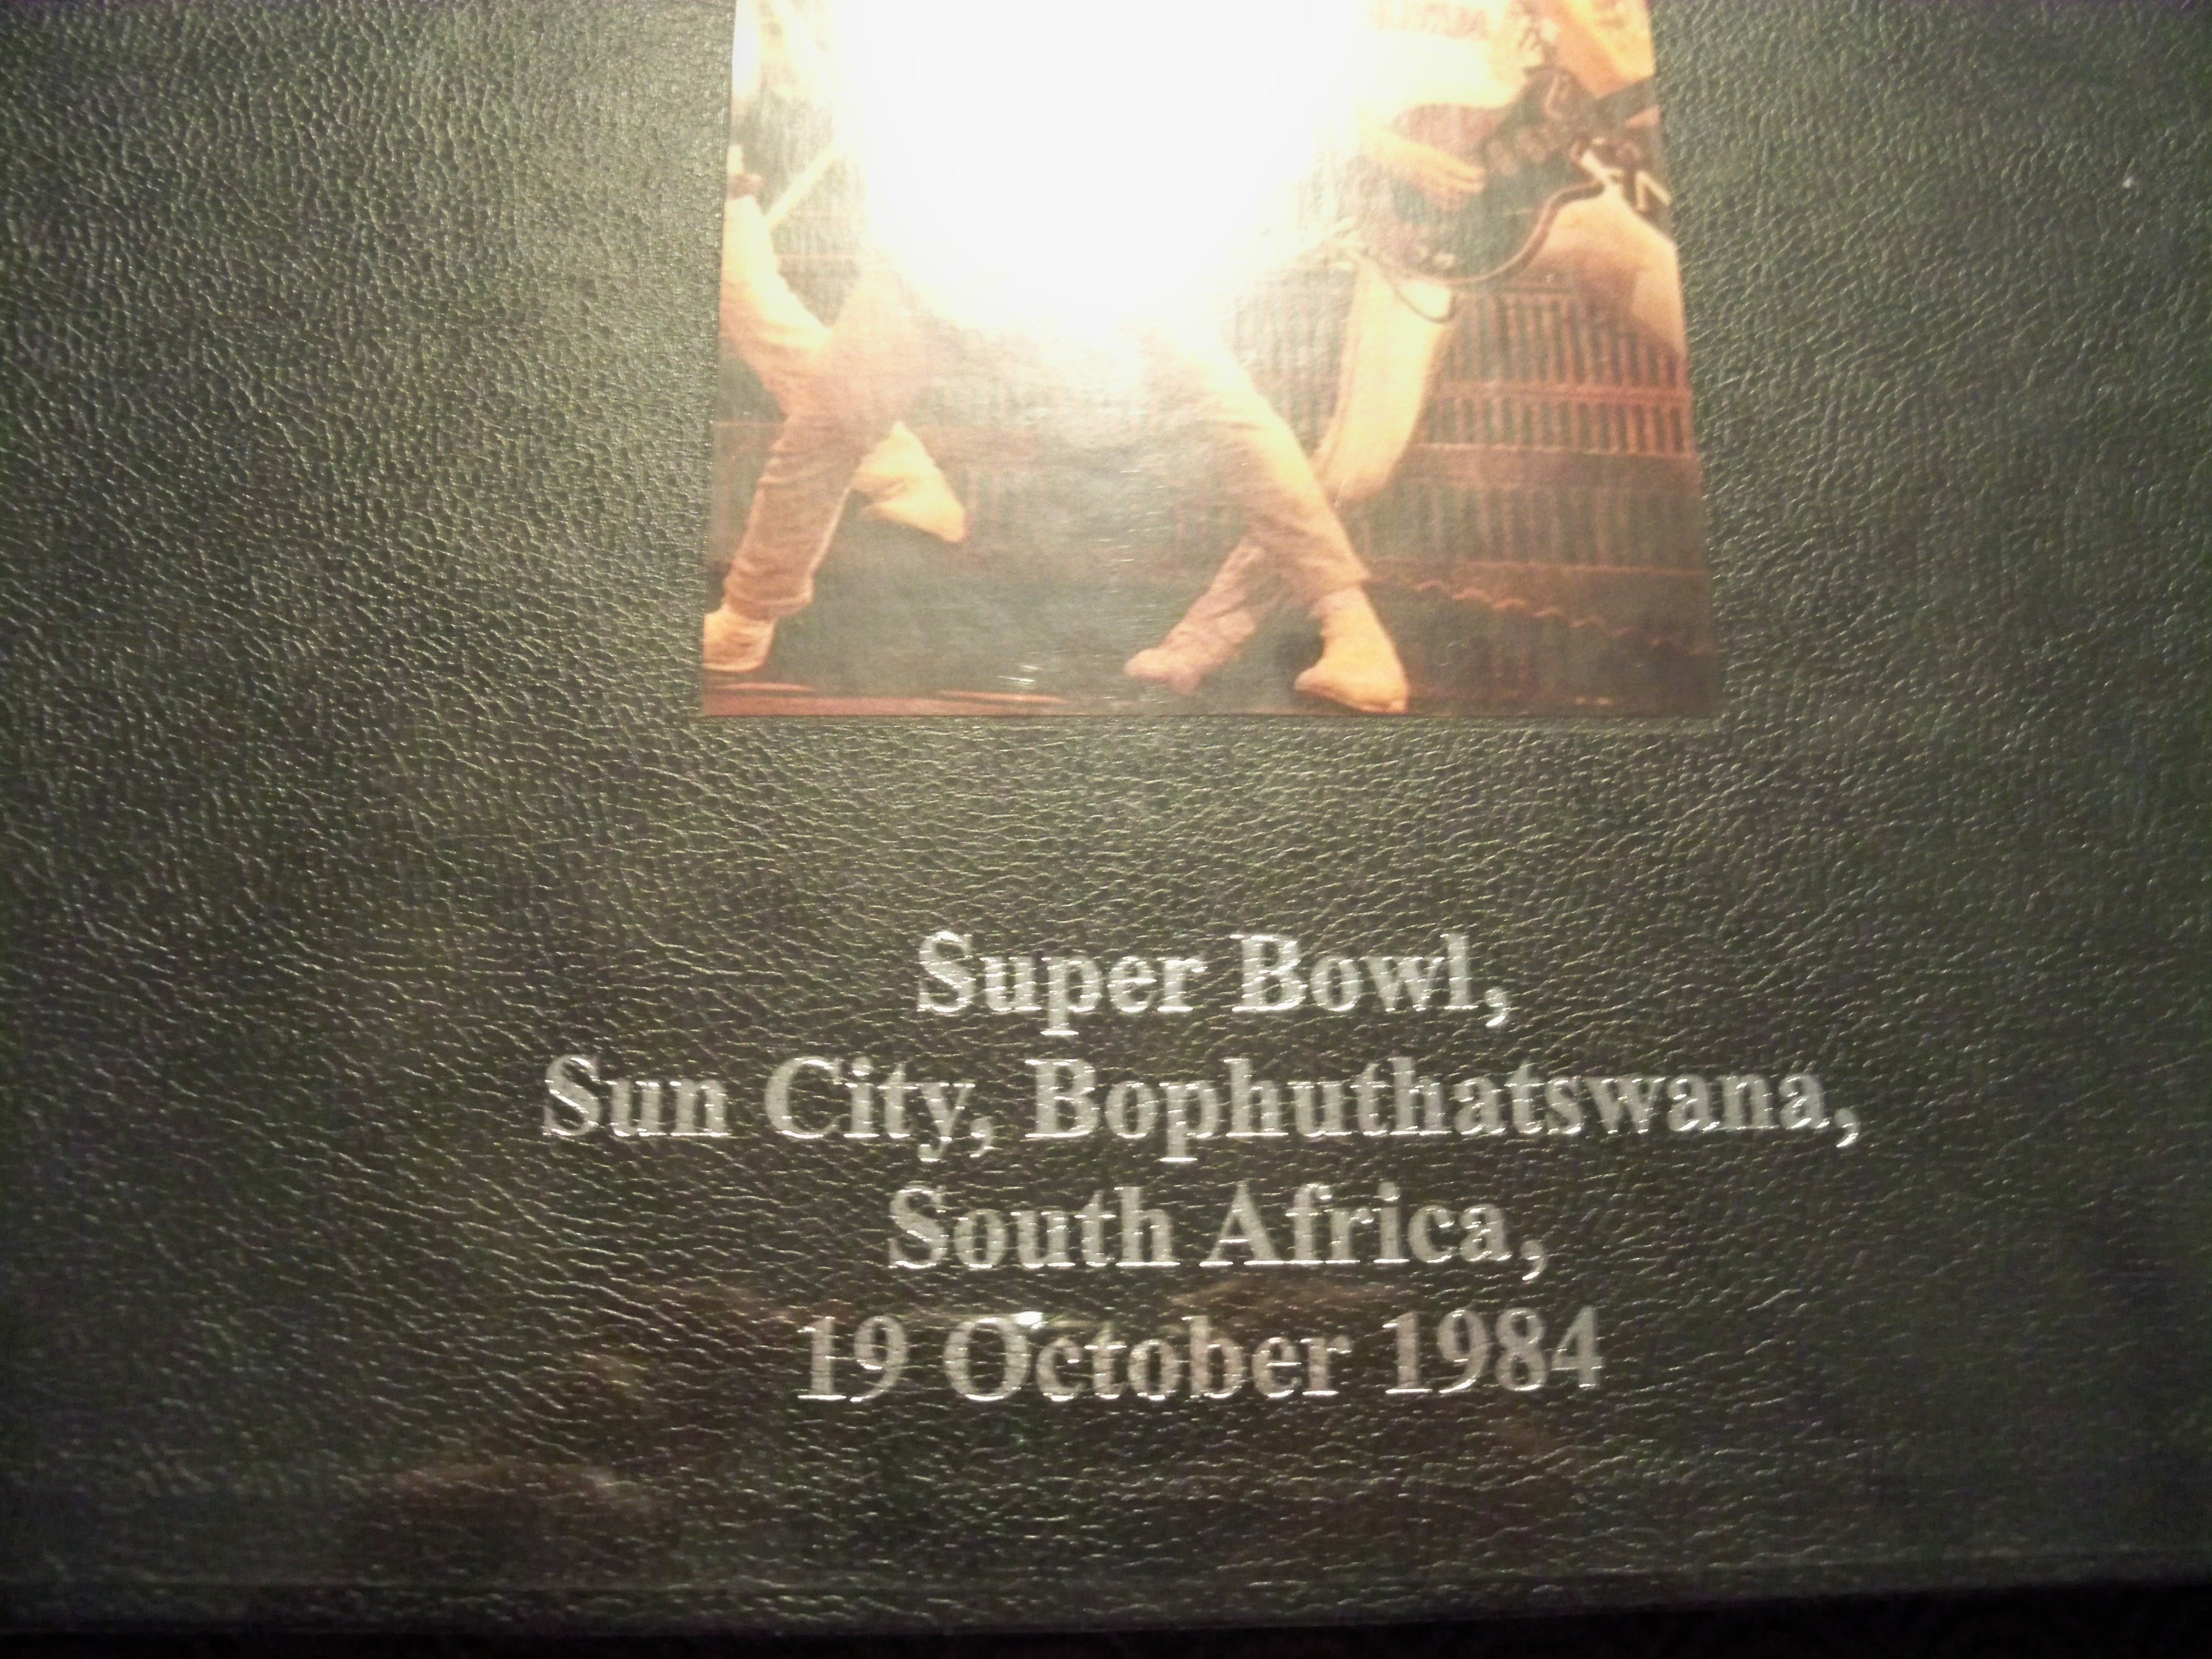 Super Bowl,
Sun City, Bophuthatswana,
South Africa,
19 October 1984